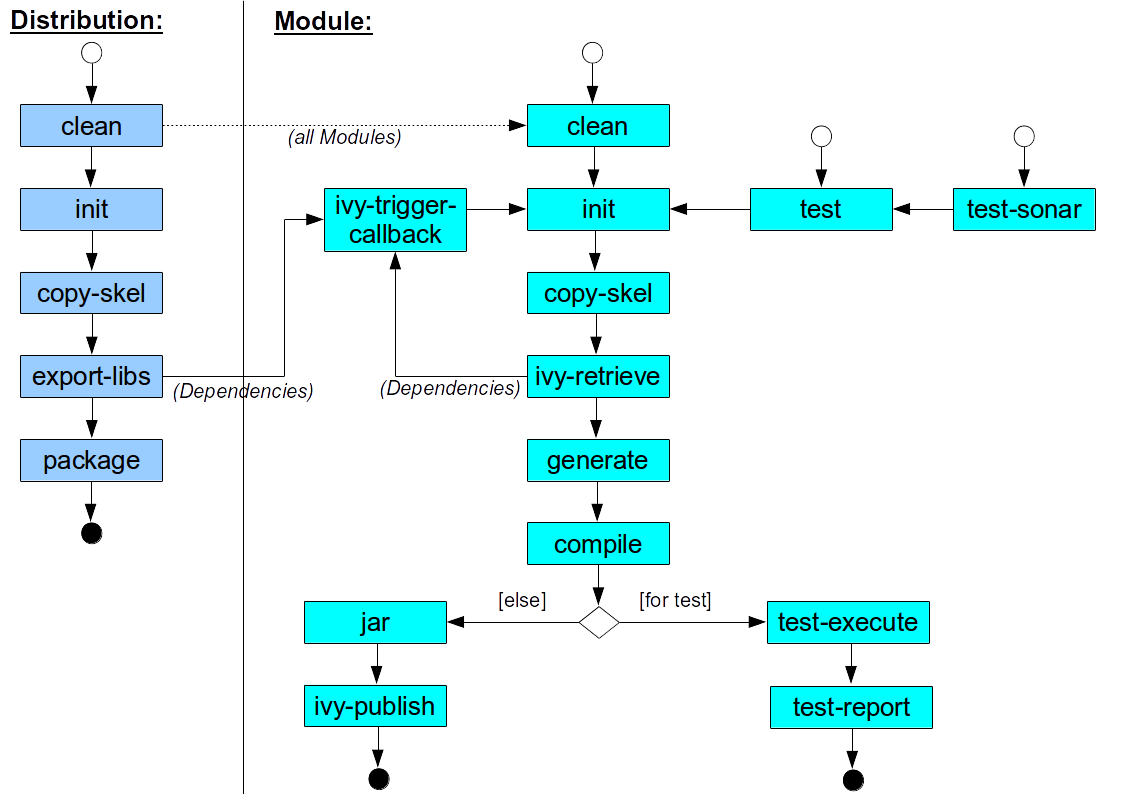 Distribution:
Module:
clean
(all Modules)
clean
init
ivy-trigger-
callback
init
test
test-sonar
copy-skel
copy-skel
export-libs
(Dependencies)
(Dependencies)
ivy-retrieve
package
generate
compile
[else]
[for test]
jar
test-execute
ivy-publish
test-report